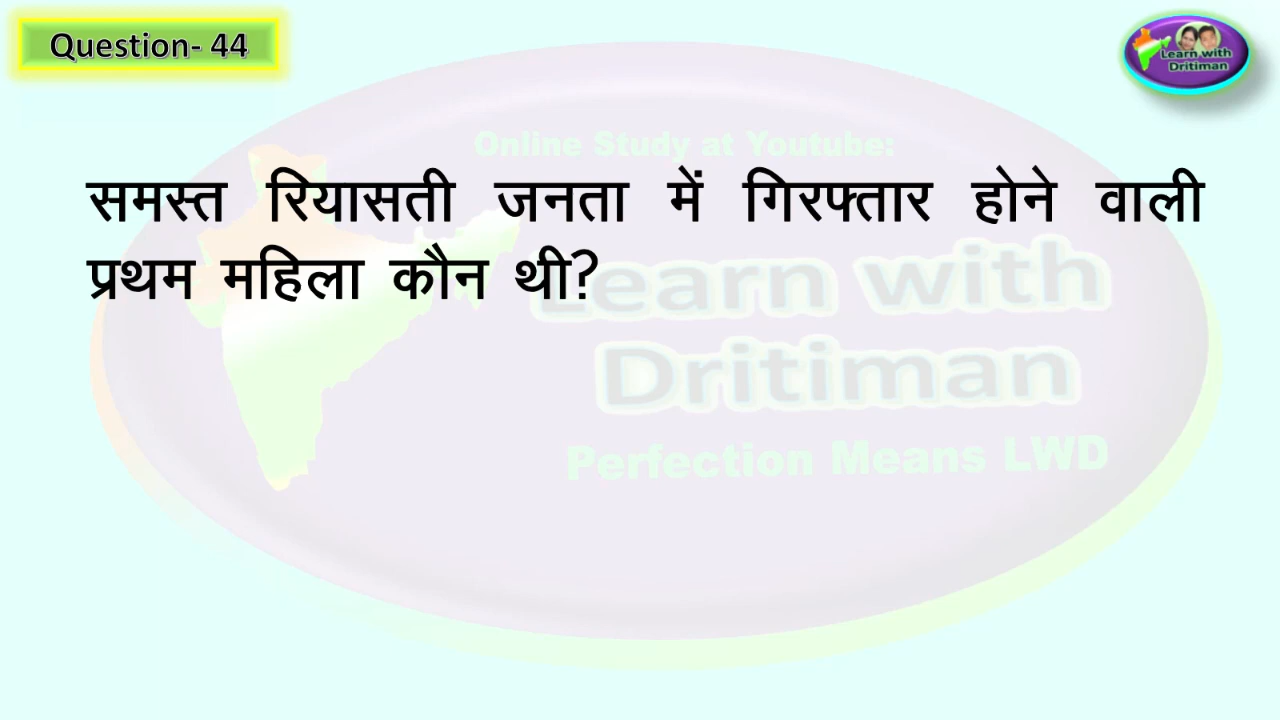 Question- 44
Learn with
Dritiman
Online Study at Youtube:
समस्त रियासती जनता में गिरफ्तार होने वाली
प्रथम महिला कौन थी?
Learn with
Dritiman
Perfection Means LWD